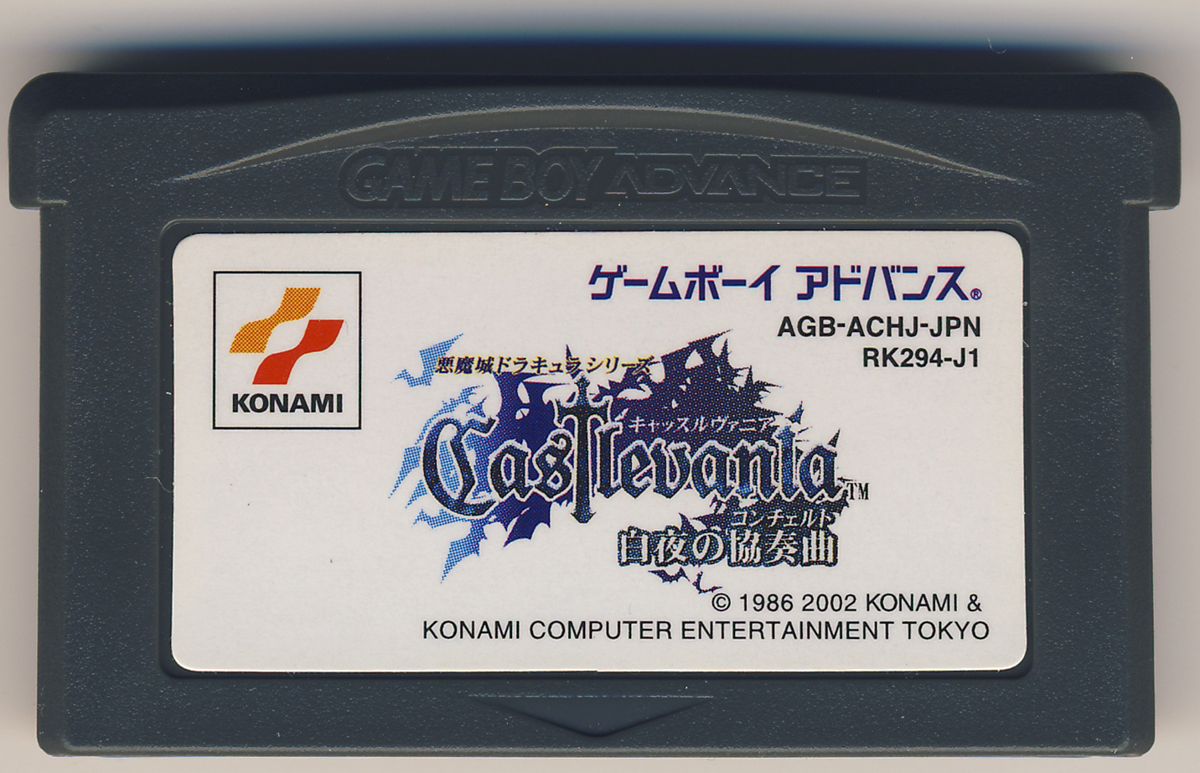 GAME BOY ADVANCE
ゲームボーイ アドバンス®
AGB-ACHJ-JPN
RK294-J1
KONAMI
悪魔城ドラキュラシリーズ
キャッスルヴァニア
Castlevania™
コンチェルト
白夜の協奏曲
© 1986 2002 KONAMI &
KONAMI COMPUTER ENTERTAINMENT TOKYO